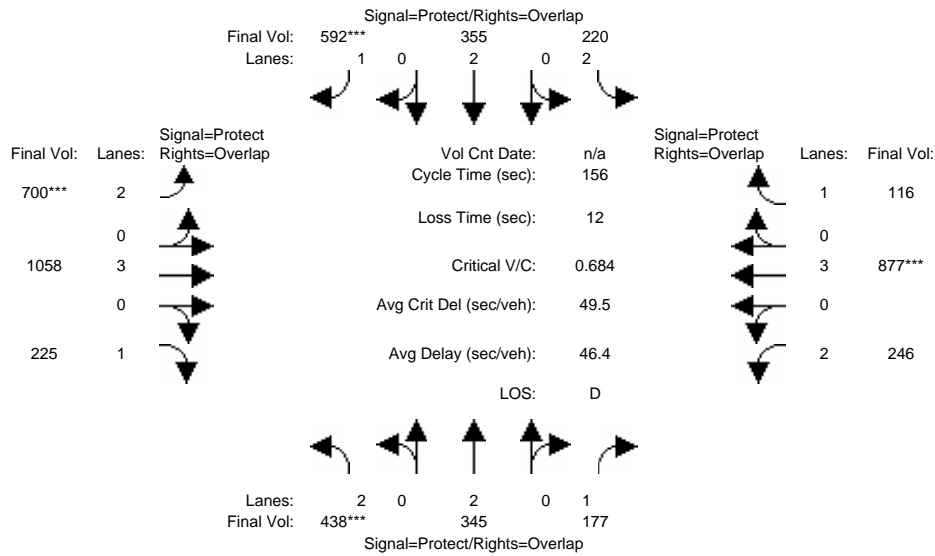 Signal=Protect/Rights=Overlap
Final Vol: 592*** 355 220
Lanes: 1 0 2 0 2
Signal=Protect
Final Vol: Lanes: Rights=Overlap
Vol Cnt Date: n/a
Signal=Protect
Rights=Overlap Lanes: Final Vol:
Cycle Time (sec): 156
700*** 2
1 116
Loss Time (sec): 12
0
0
1058 3
Critical V/C: 0.684
3 877***
0
Avg Crit Del (sec/veh): 49.5
0
225 1
Avg Delay (sec/veh): 46.4
2 246
LOS: D
Lanes: 2 0 2 0 1
Final Vol: 438*** 345 177
Signal=Protect/Rights=Overlap